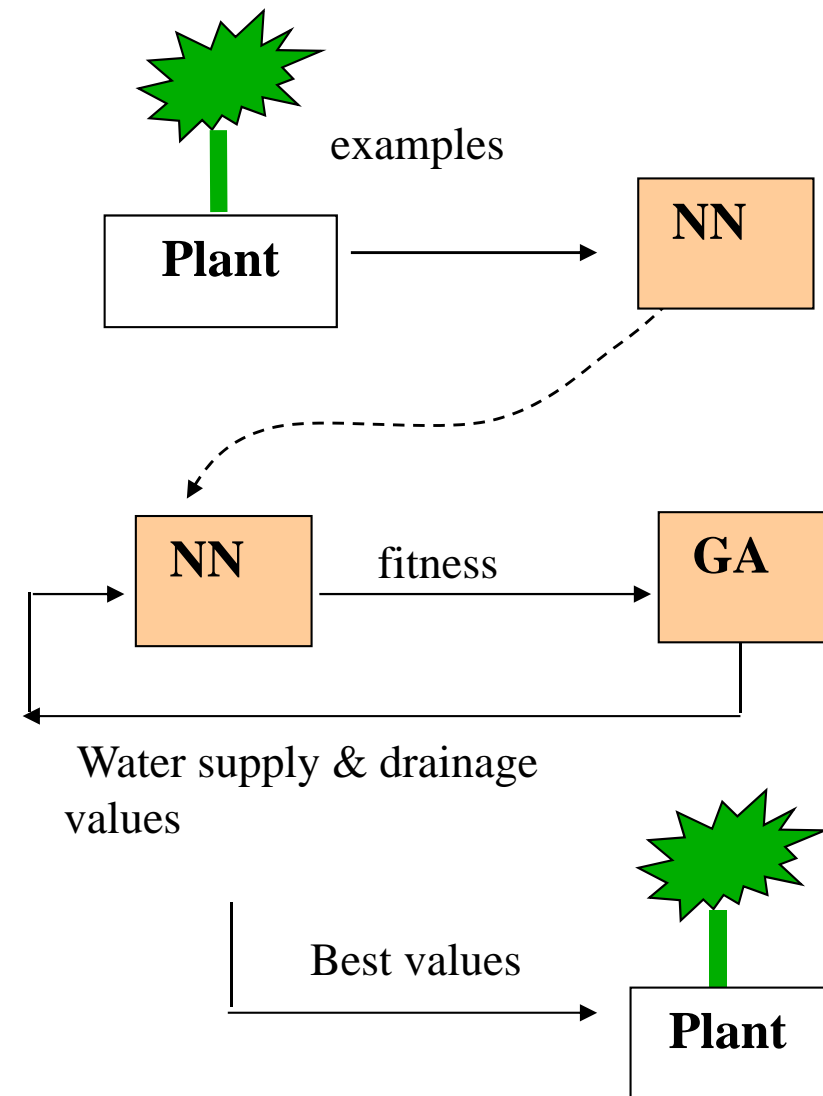 examples
NN
Plant
NN
fitness
GA
Water supply & drainage
values
Best values
Plant